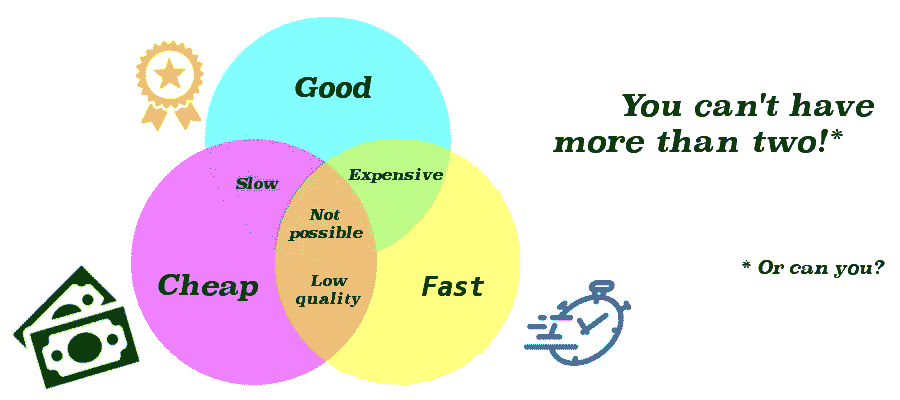 Good
You can't have
more than two!*
Slow
Expensive
Not
possible
Low
quality
Cheap
Fast
* Or can you?